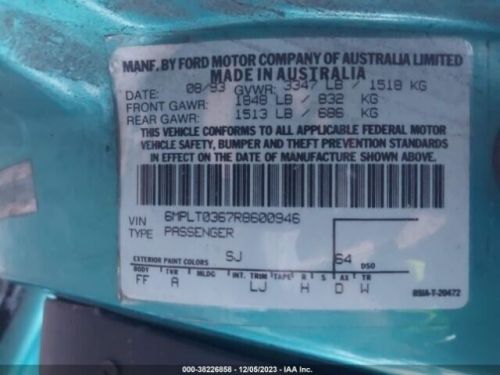 MANF. BY FORD MOTOR COMPANY OF AUSTRALIA LIMITED
MADE IN AUSTRALIA
DATE: 08/93 GVWR: 3347 LB / 1518 KG
FRONT GAWR: 1848 LB / 832 KG
REAR GAWR: 1513 LB / 686 KG
THIS VEHICLE CONFORMS TO ALL APPLICABLE FEDERAL MOTOR
VEHICLE SAFETY, BUMPER AND THEFT PREVENTION STANDARDS
IN EFFECT ON THE DATE OF MANUFACTURE SHOWN ABOVE.
VIN 6MPLT0367R8600946
TYPE PASSENGER
EXTERIOR PAINT COLORS SJ 64 DSO
BODY TVR MLDG INT. TRIM TAPE R S AX TR
FF A LJ H D W
89IA-T-20472
000-38226858 - 12/05/2023 - IAA Inc.